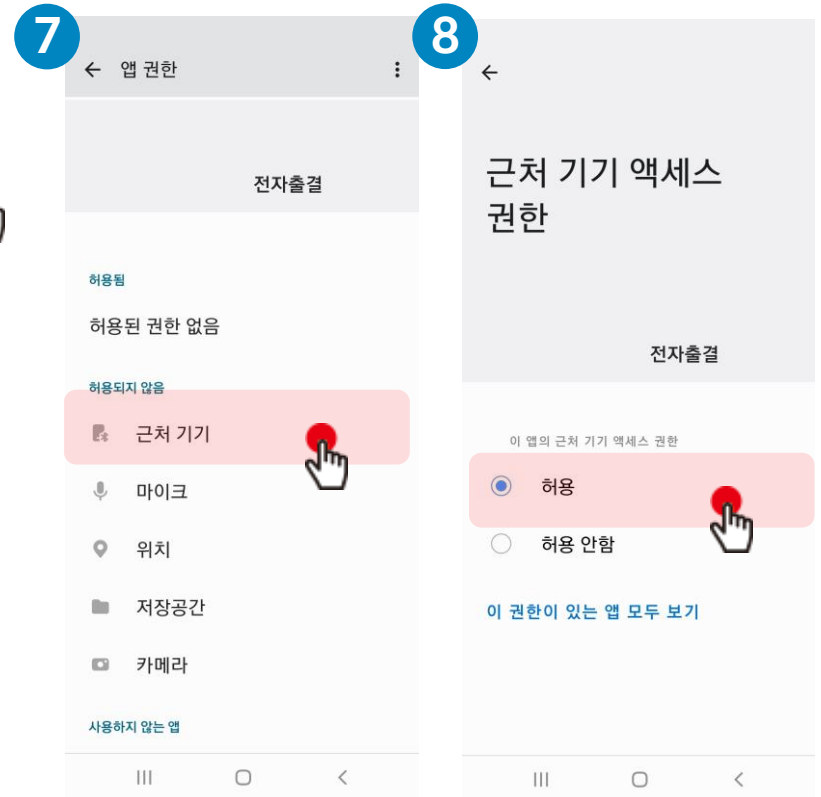 7
앱 권한
전자출결
허용됨
허용된 권한 없음
허용되지 않음
근처 기기
마이크
위치
저장공간
카메라
사용하지 않는 앱
8
근처 기기 액세스
권한
전자출결
이 앱의 근처 기기 액세스 권한
허용
허용 안함
이 권한이 있는 앱 모두 보기